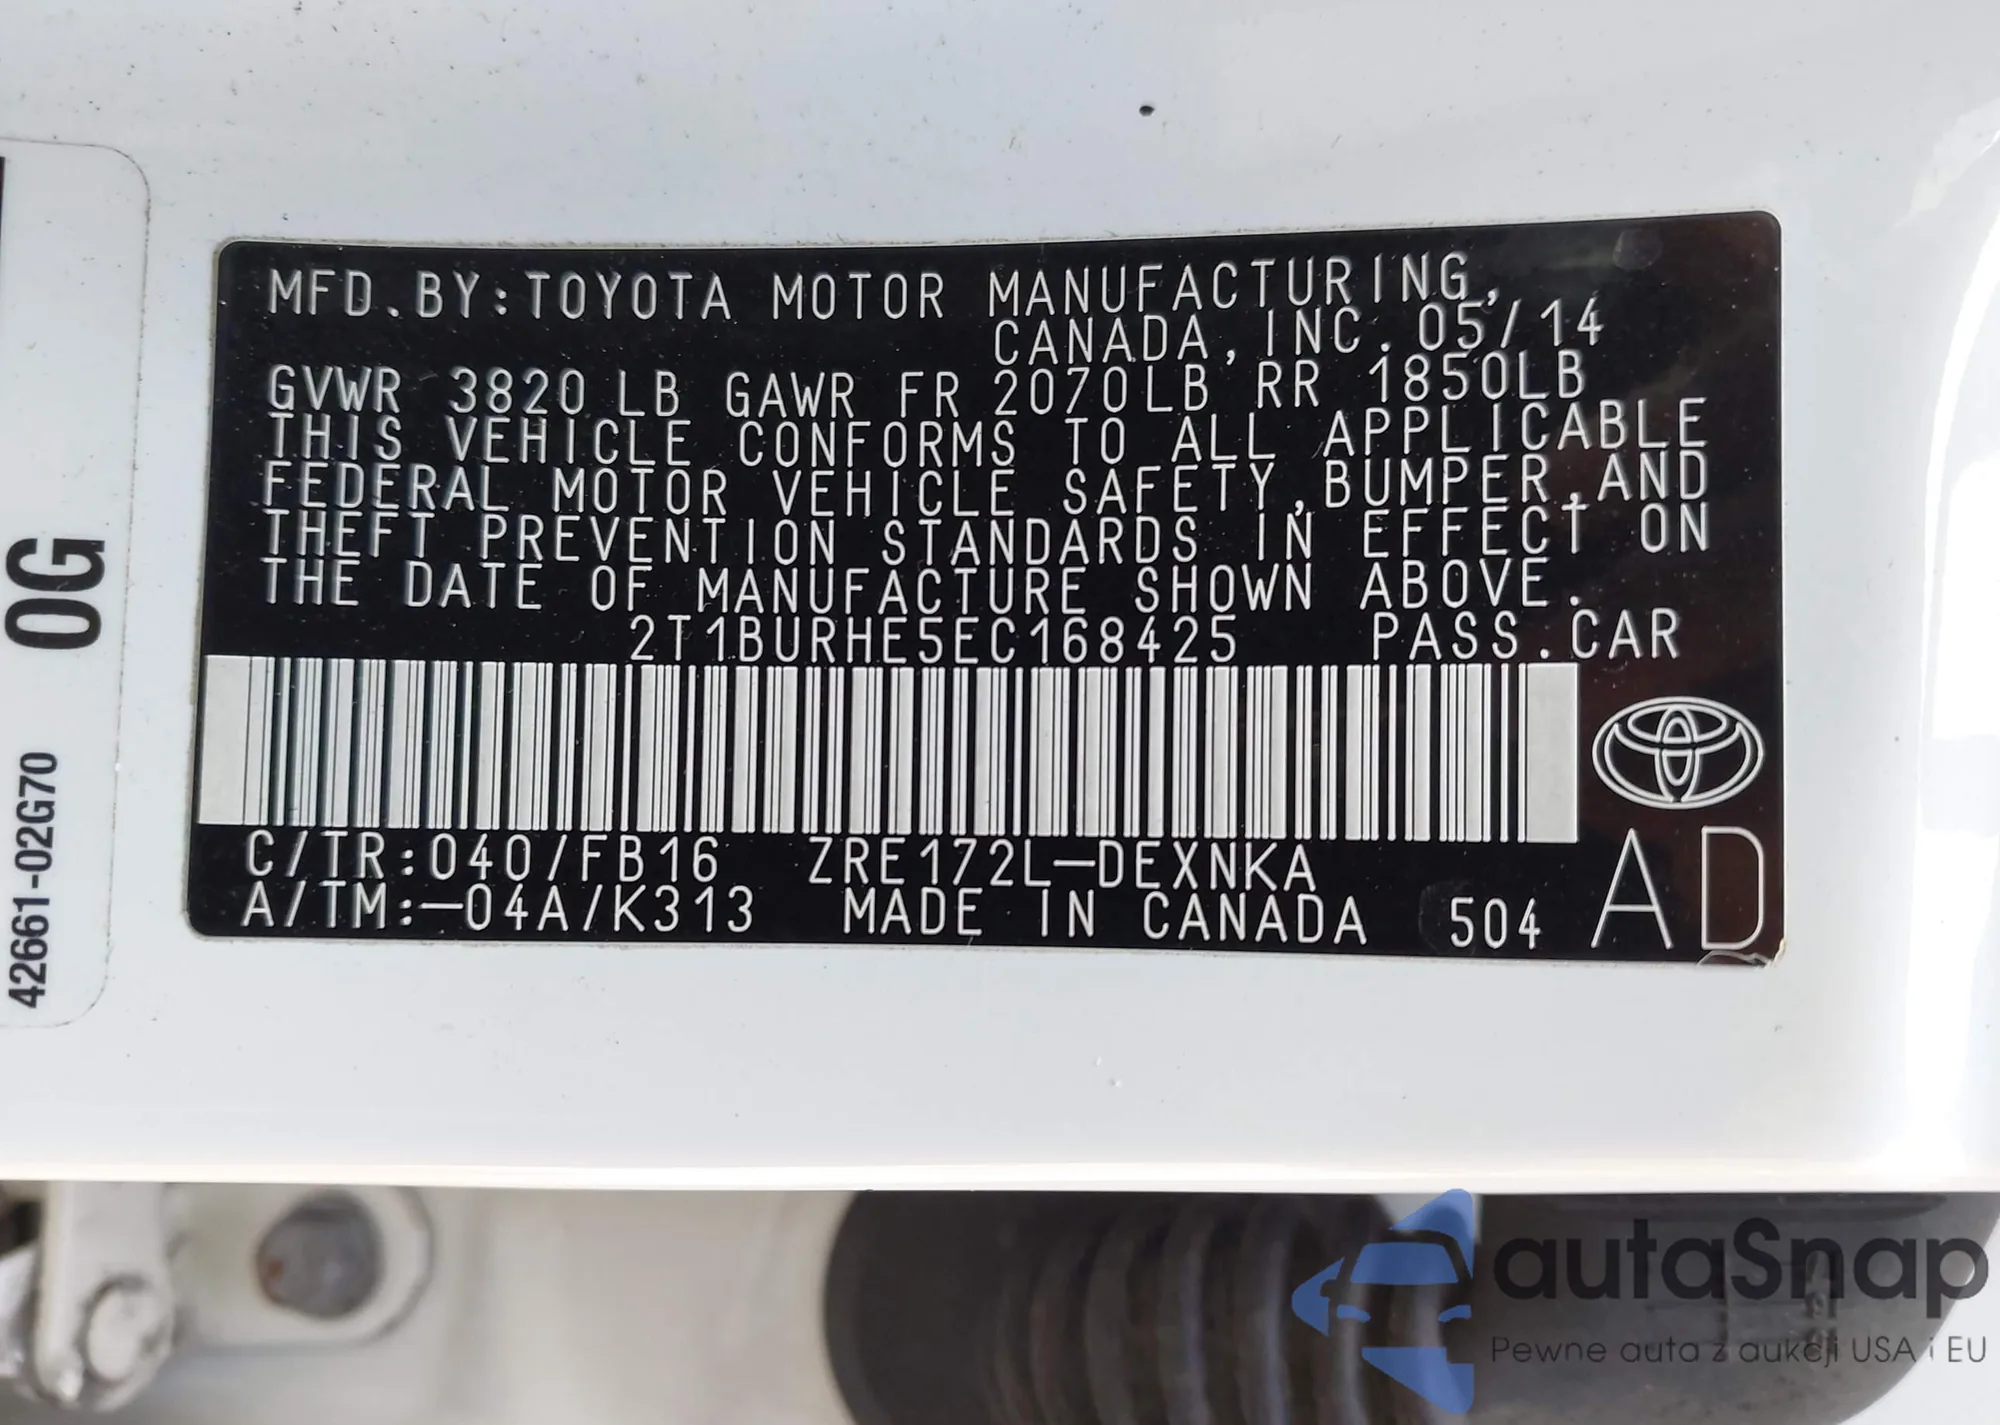 MFD.BY:TOYOTA MOTOR MANUFACTURING,
CANADA,INC.05/14
GVWR 3820 LB GAWR FR 2070LB RR 1850LB
THIS VEHICLE CONFORMS TO ALL APPLICABLE
FEDERAL MOTOR VEHICLE SAFETY,BUMPER,AND
THEFT PREVENTION STANDARDS IN EFFECT ON
THE DATE OF MANUFACTURE SHOWN ABOVE.
2T1BURHE5EC168425 PASS.CAR
C/TR:040/FB16 ZRE172L-DEXNKA
A/TM:-04A/K313 MADE IN CANADA 504
AD
0G
42661-02G70
autaSnap
Pewne auta z aukcji USA i EU